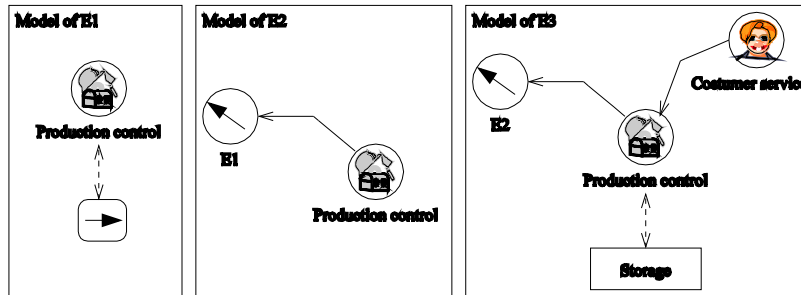 Model of E1
Production control
Model of E2
E1
Production control
Model of E3
Costumer service
E2
Production control
Storage